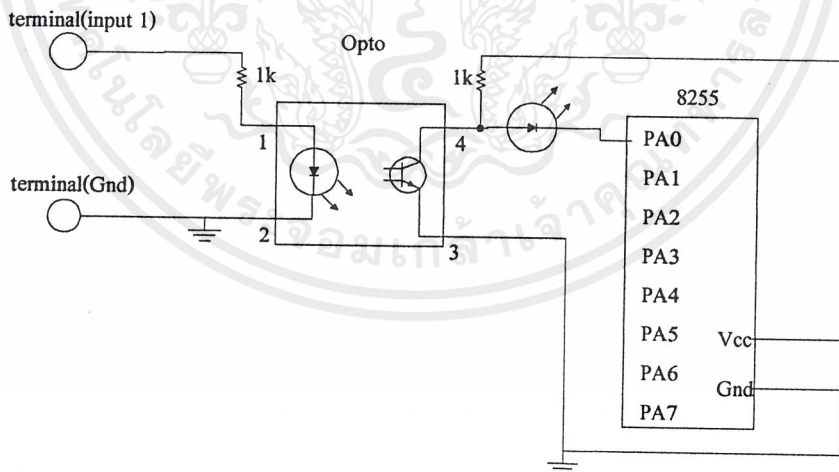 terminal(input 1)
Opto
1k
1k
8255
1
4
PA0
PA1
terminal(Gnd)
PA2
2
3
PA3
PA4
PA5
Vcc
PA6
Gnd
PA7